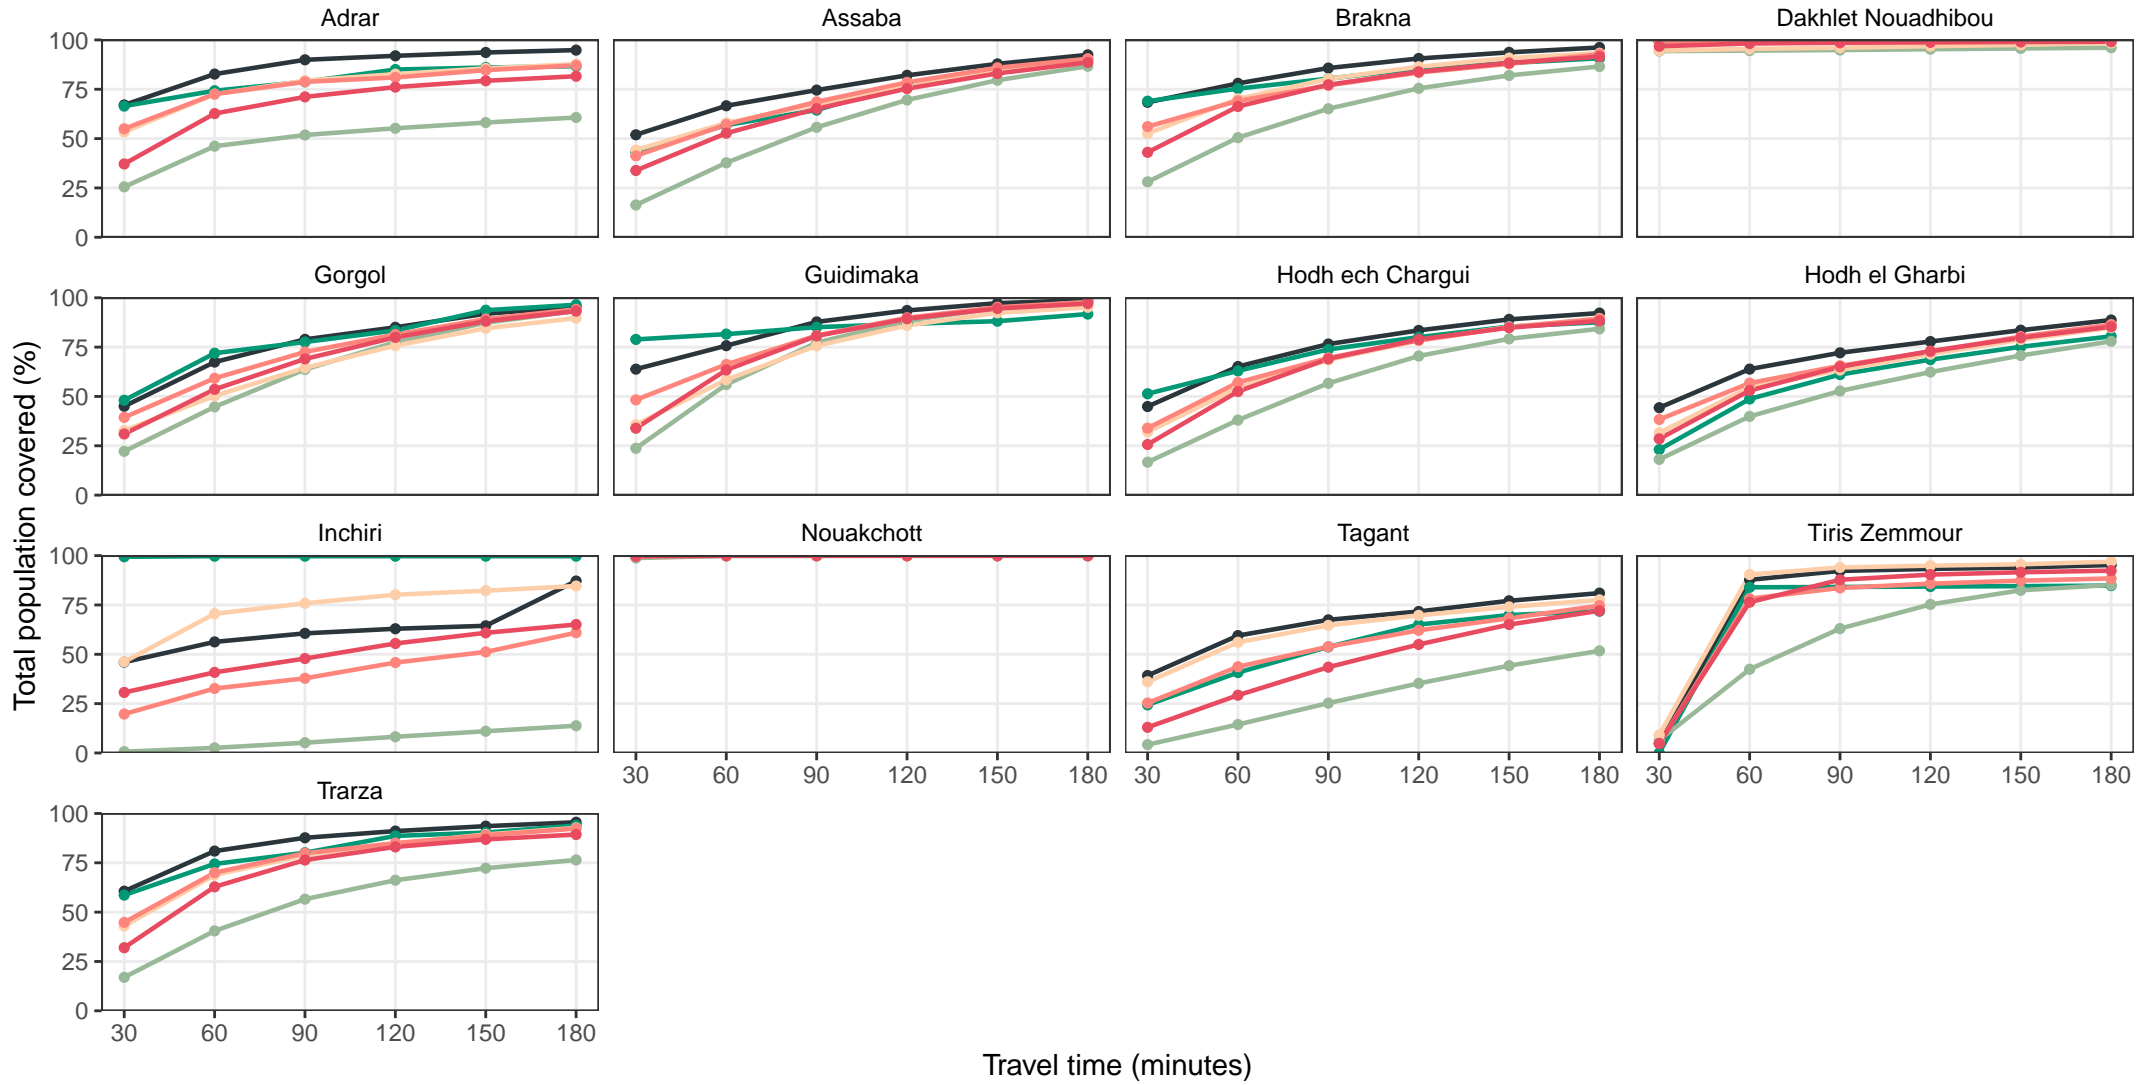 Adrar Assaba Brakna Dakhlet Nouadhibou
100
75
50
25
0
Gorgol Guidimaka Hodh ech Chargui Hodh el Gharbi
100
75
50
25
0
Inchiri Nouakchott Tagant Tiris Zemmour
100
75
50
25
0
30 60 90 120 150 180 30 60 90 120 150 180 30 60 90 120 150 180
Trarza
100
75
50
25
0
30 60 90 120 150 180
Total population covered (%)
Travel time (minutes)